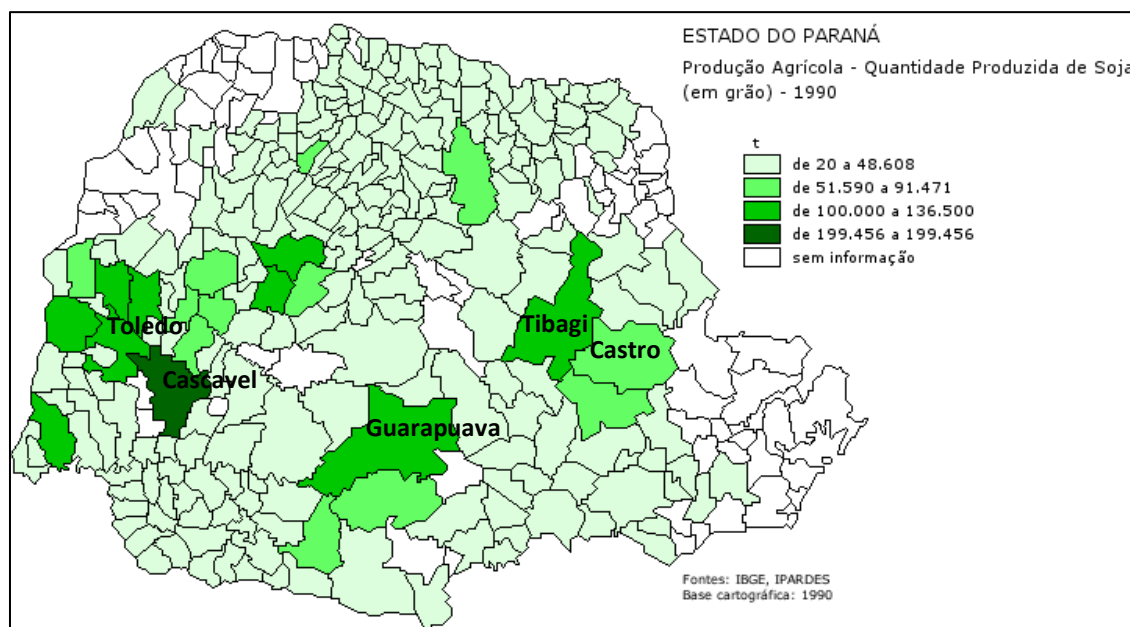 ESTADO DO PARANÁ
Produção Agrícola - Quantidade Produzida de Soja
(em grão) - 1990
t
de 20 a 48.608
de 51.590 a 91.471
de 100.000 a 136.500
de 199.456 a 199.456
sem informação
Toledo
Tibagi
Castro
Cascavel
Guarapuava
Fontes: IBGE, IPARDES
Base cartográfica: 1990